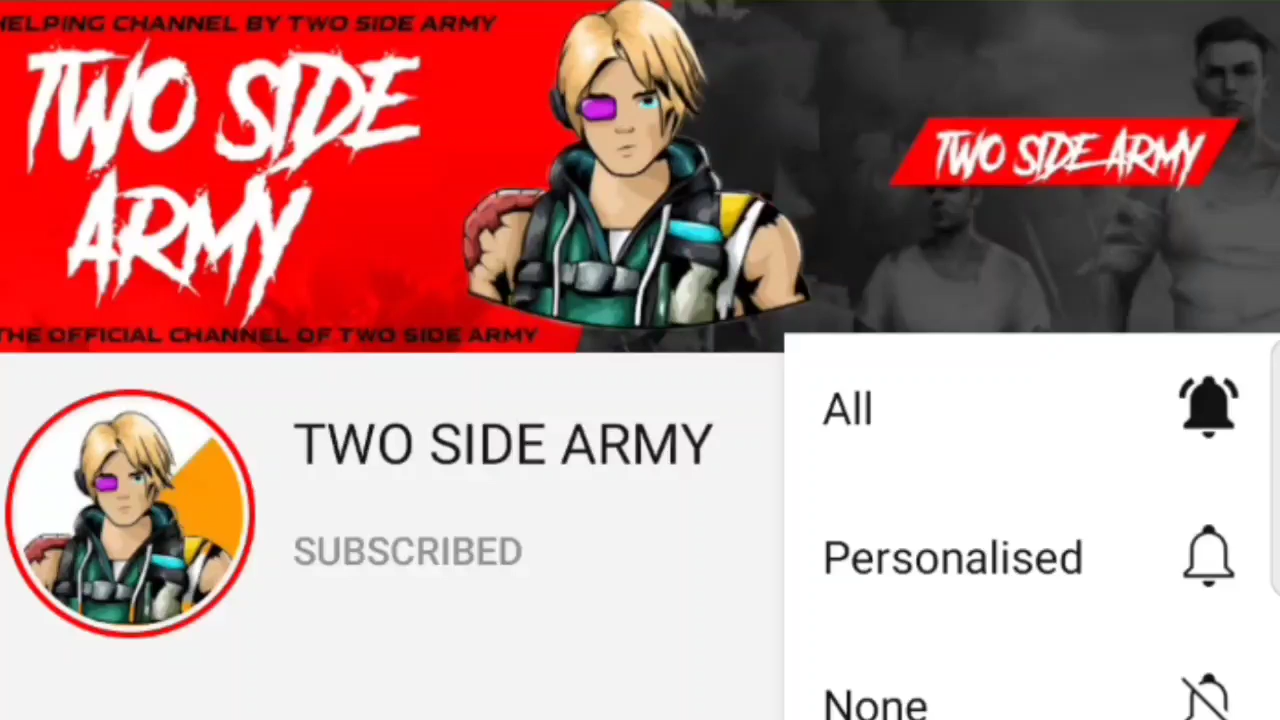 HELPING CHANNEL BY TWO SIDE ARMY
TWO SIDE
ARMY
TWO SIDE ARMY
THE OFFICIAL CHANNEL OF TWO SIDE ARMY
TWO SIDE ARMY
SUBSCRIBED
All
Personalised
None